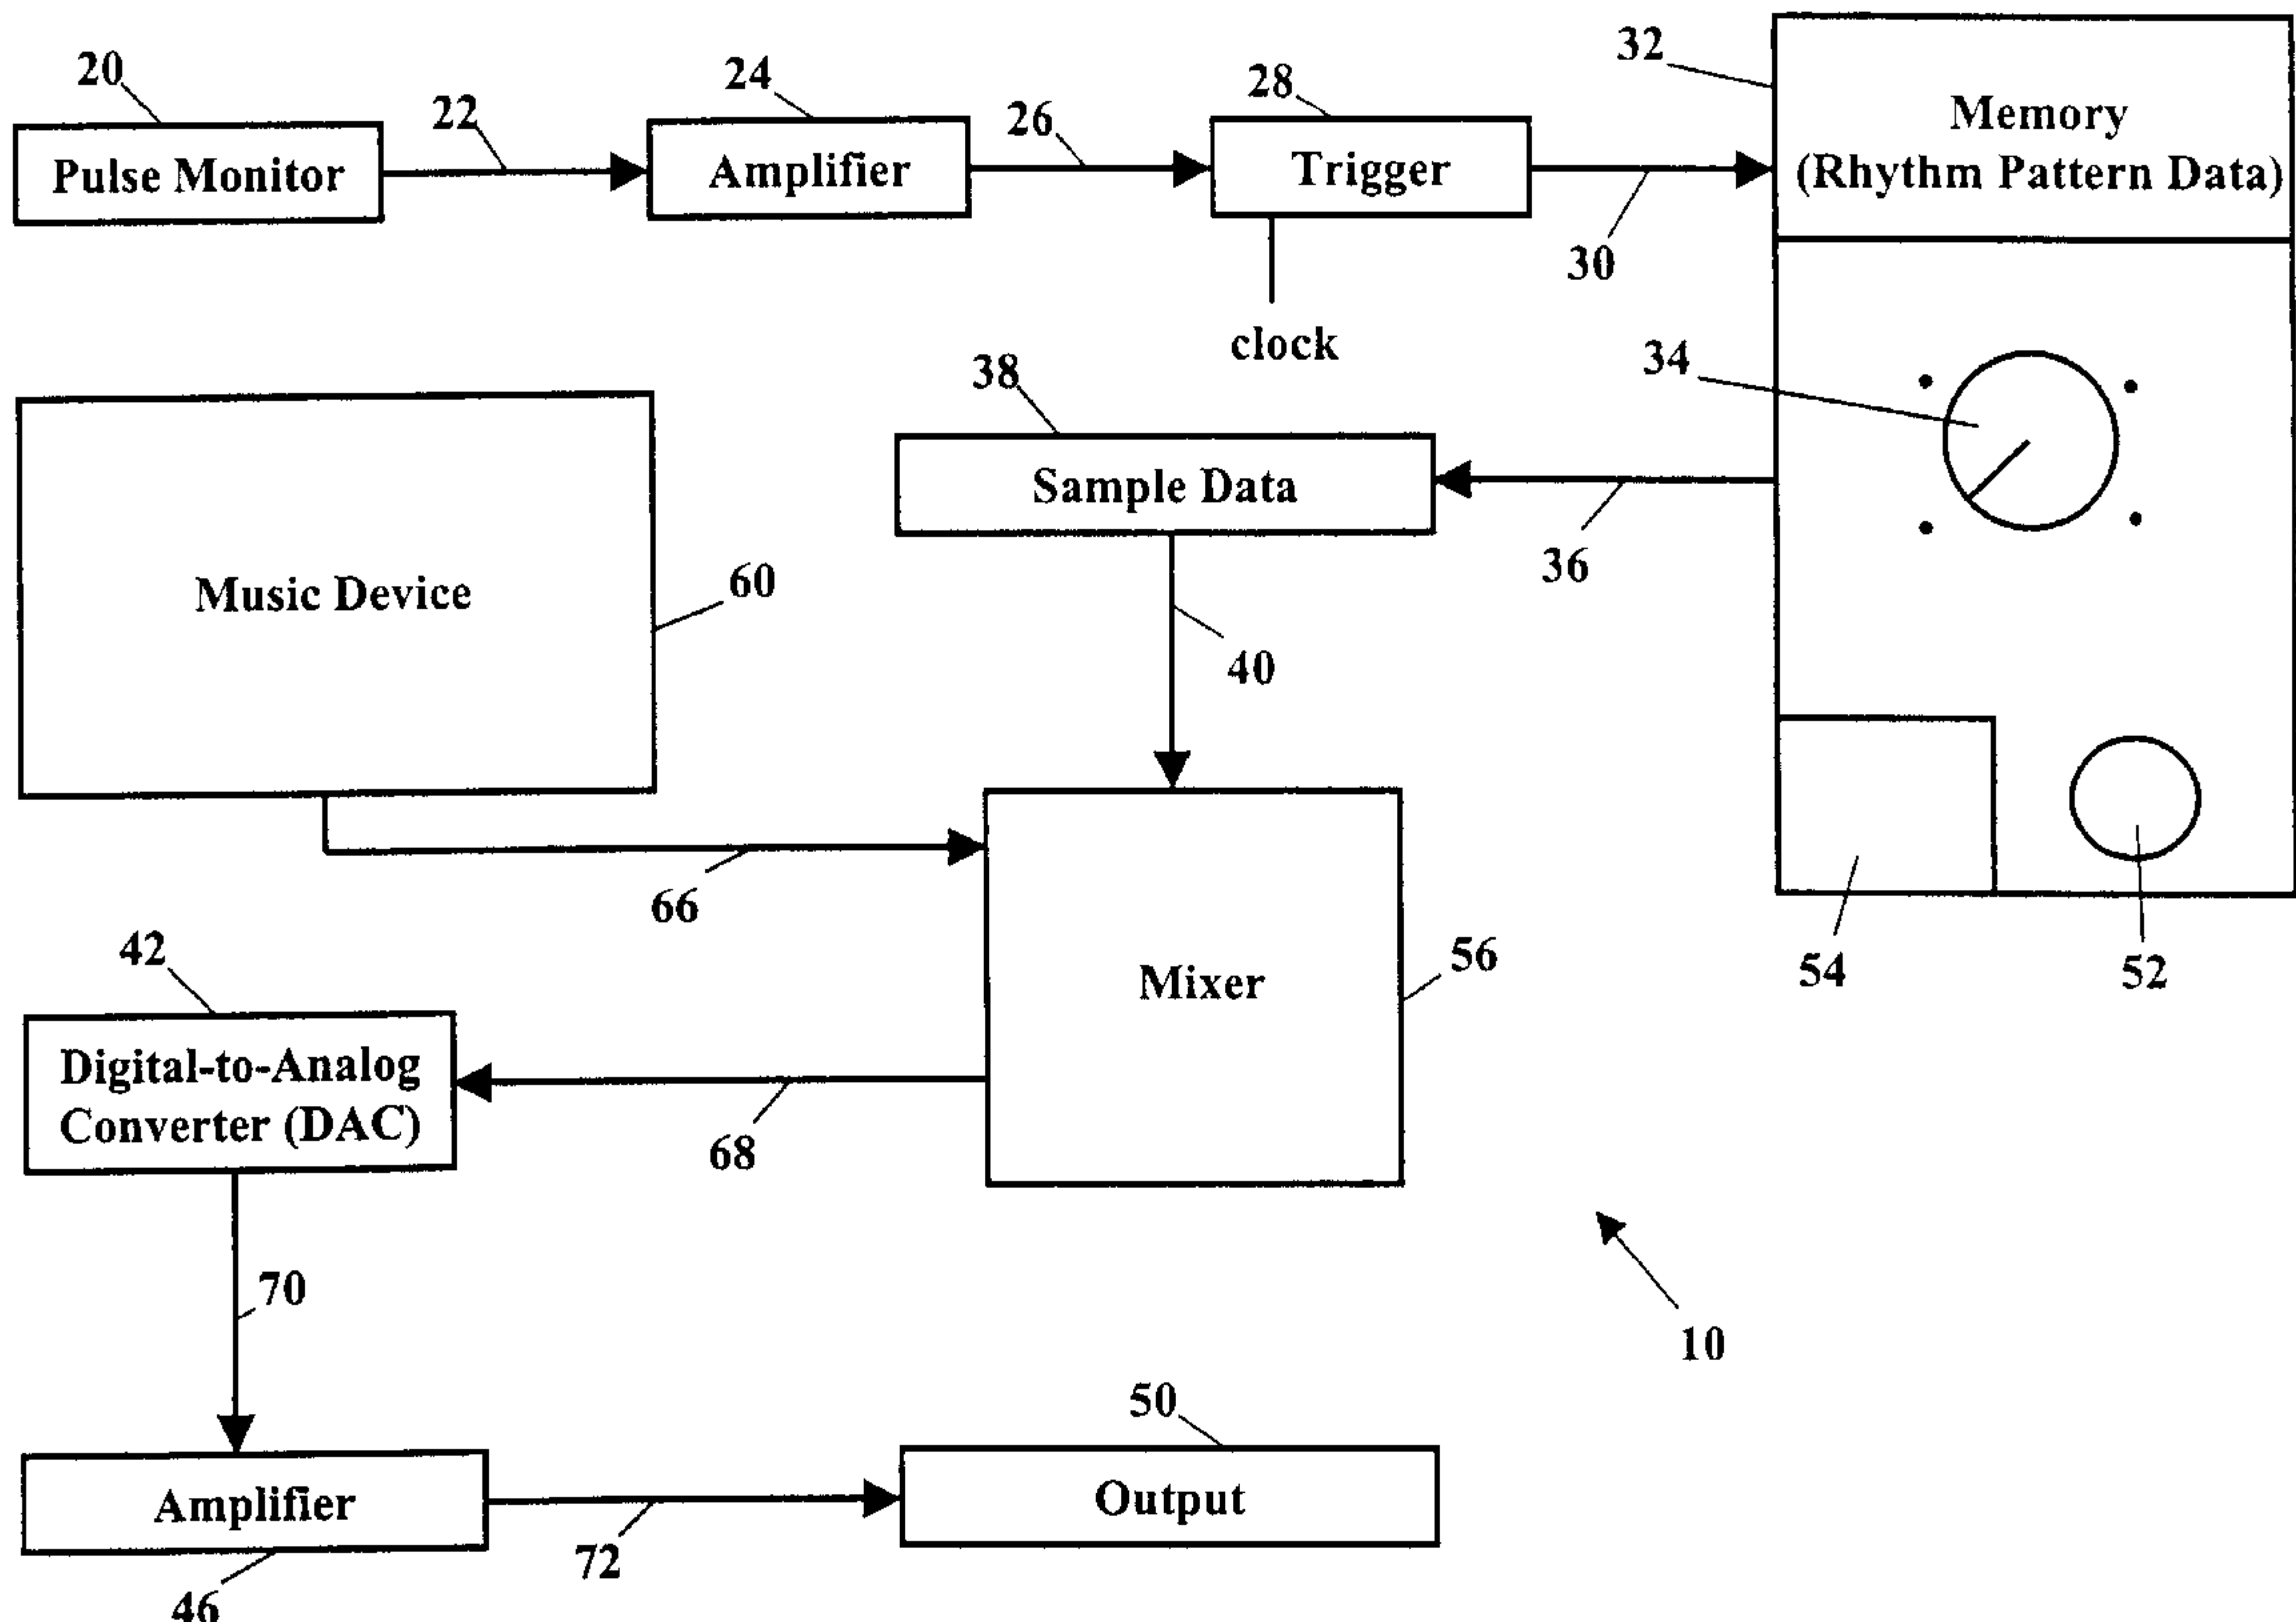 20
22
24
26
28
32
Pulse Monitor
Amplifier
Trigger
Memory
(Rhythm Pattern Data)
30
clock
34
38
Sample Data
36
Music Device
60
40
66
54
52
42
Mixer
56
Digital-to-Analog
Converter (DAC)
68
70
10
50
Amplifier
Output
72
46